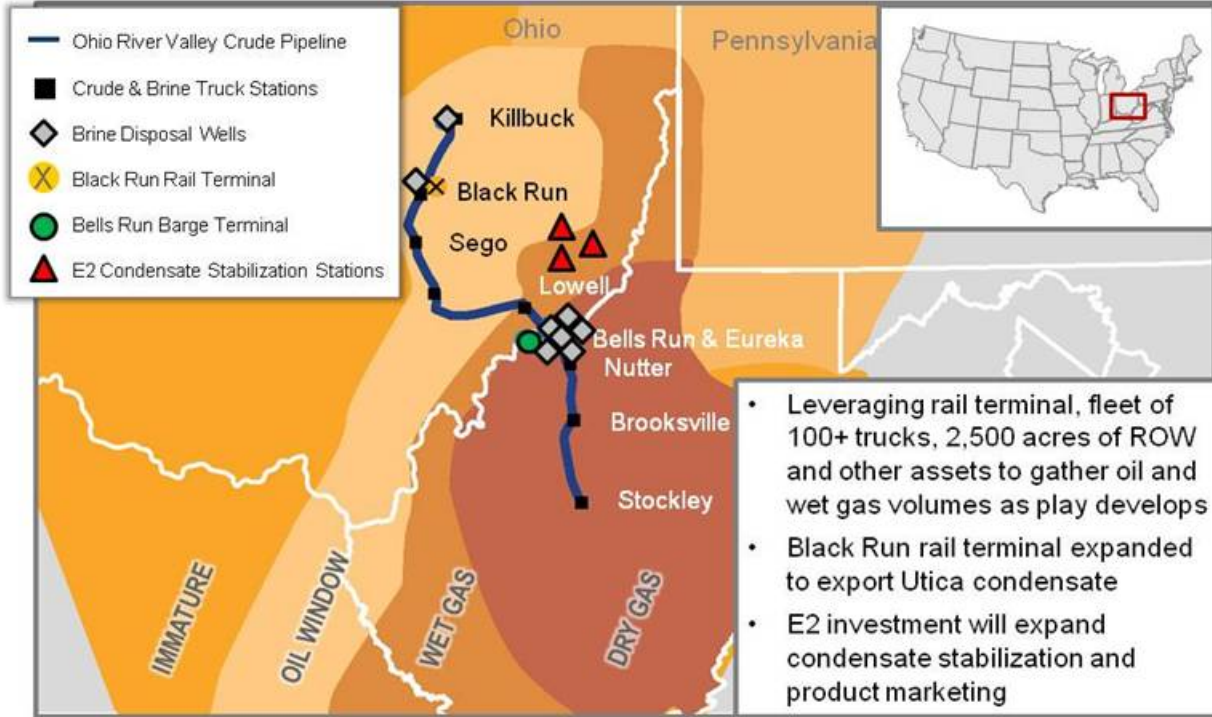 Ohio River Valley Crude Pipeline
Crude & Brine Truck Stations
Brine Disposal Wells
Black Run Rail Terminal
Bells Run Barge Terminal
E2 Condensate Stabilization Stations
Ohio
Pennsylvania
Killbuck
Black Run
Sego
Lowell
Bells Run & Eureka
Nutter
Brooksville
Stockley
IMMATURE
OIL WINDOW
WET GAS
DRY GAS
• Leveraging rail terminal, fleet of
100+ trucks, 2,500 acres of ROW
and other assets to gather oil and
wet gas volumes as play develops
• Black Run rail terminal expanded
to export Utica condensate
• E2 investment will expand
condensate stabilization and
product marketing